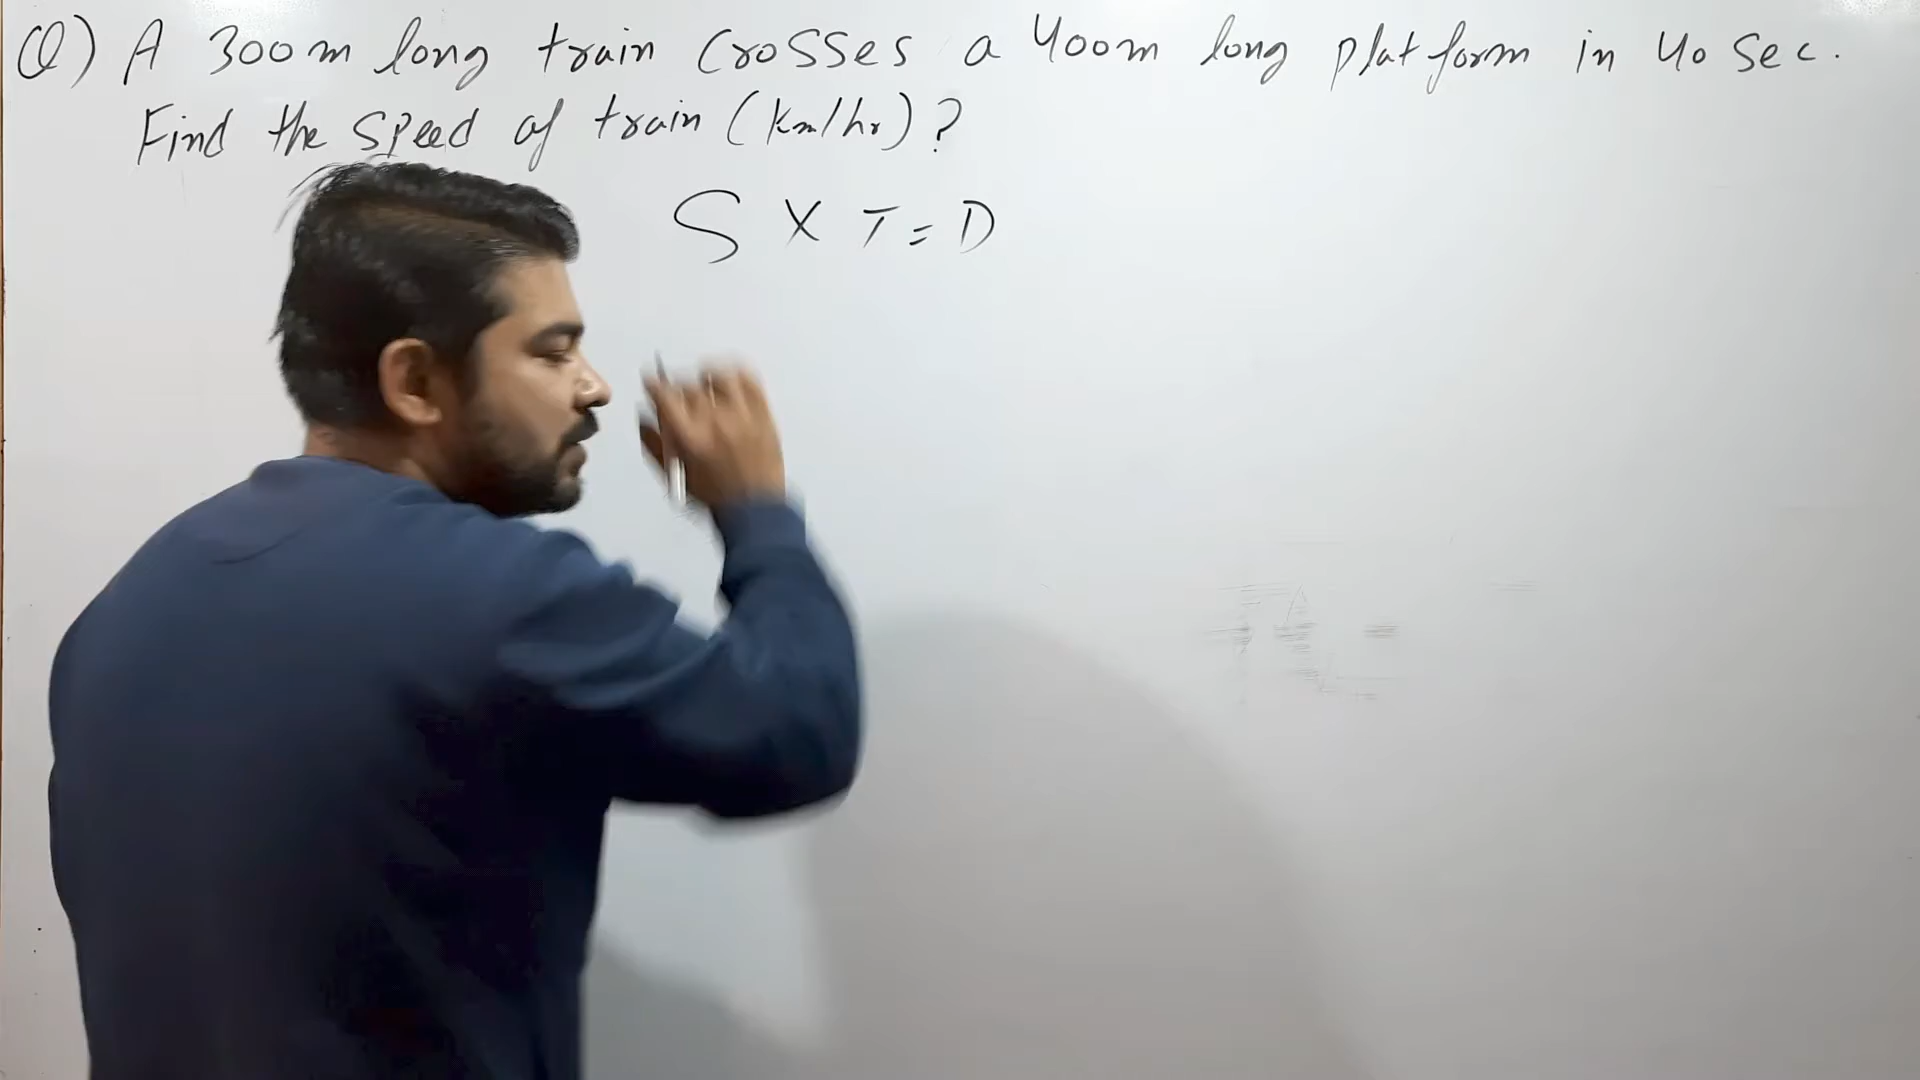 Q) A 300m long train crosses a 400m long platform in 40 sec.
Find the speed of train (km/hr)?
S X T = D